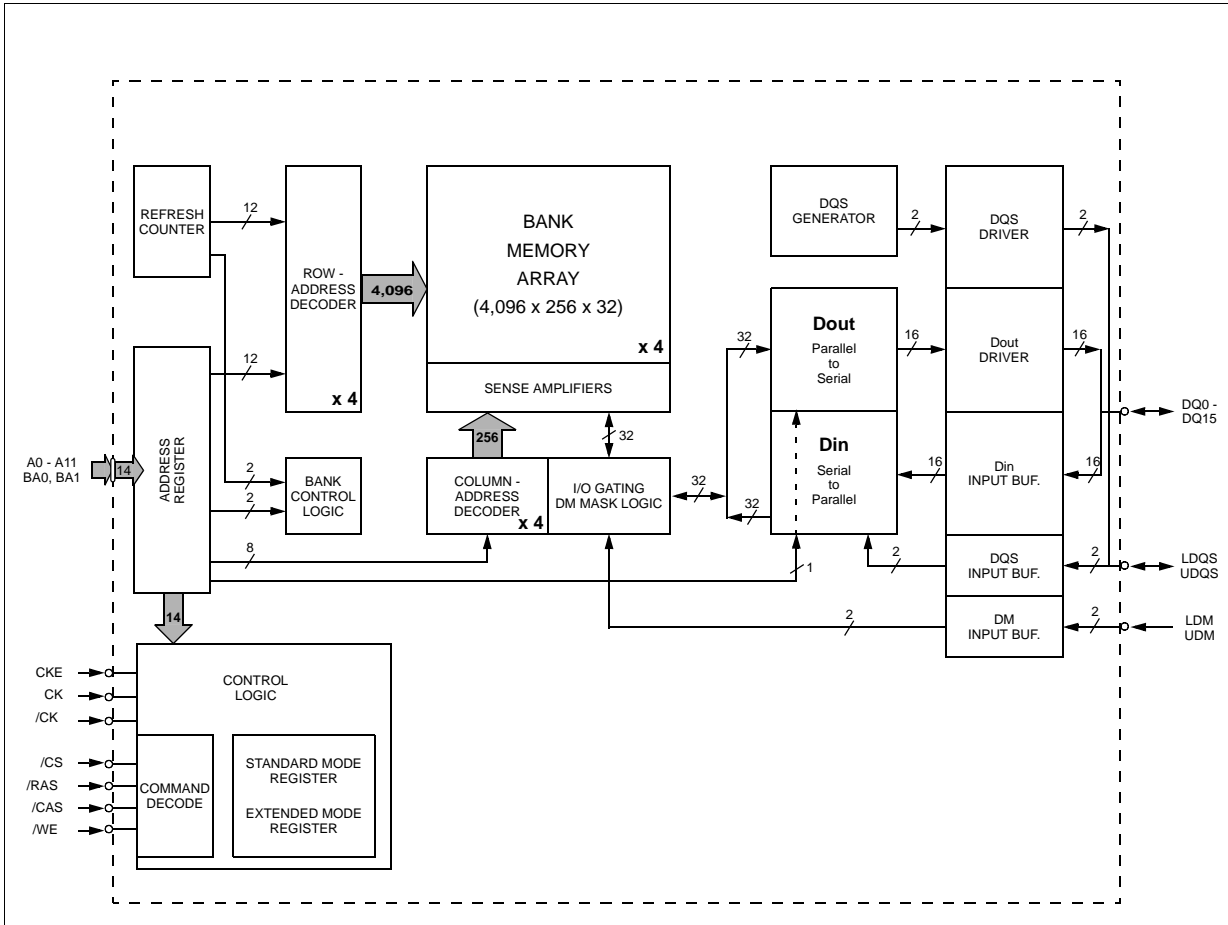 REFRESH
COUNTER
12
ROW -
ADDRESS
DECODER
x 4
4,096
BANK
MEMORY
ARRAY
(4,096 x 256 x 32)
x 4
SENSE AMPLIFIERS
DQS
GENERATOR
2
DQS
DRIVER
2
32
Dout
Parallel
to
Serial
16
Dout
DRIVER
16
12
A0 - A11
BA0, BA1
14
ADDRESS
REGISTER
2
2
BANK
CONTROL
LOGIC
256
32
COLUMN -
ADDRESS
DECODER
x 4
I/O GATING
DM MASK LOGIC
32
32
Din
Serial
to
Parallel
16
Din
INPUT BUF.
16
DQ0 -
DQ15
8
1
2
DQS
INPUT BUF.
2
LDQS
UDQS
2
DM
INPUT BUF.
2
LDM
UDM
14
CKE
CK
/CK
/CS
/RAS
/CAS
/WE
CONTROL
LOGIC
COMMAND
DECODE
STANDARD MODE
REGISTER
EXTENDED MODE
REGISTER